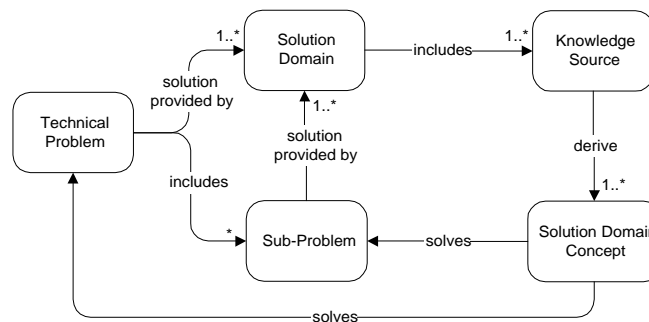 1..*
Solution
Domain
includes
1..*
Knowledge
Source
solution
provided by
1..*
solution
provided by
Technical
Problem
derive
includes
1..*
*
Sub-Problem
solves
Solution Domain
Concept
solves